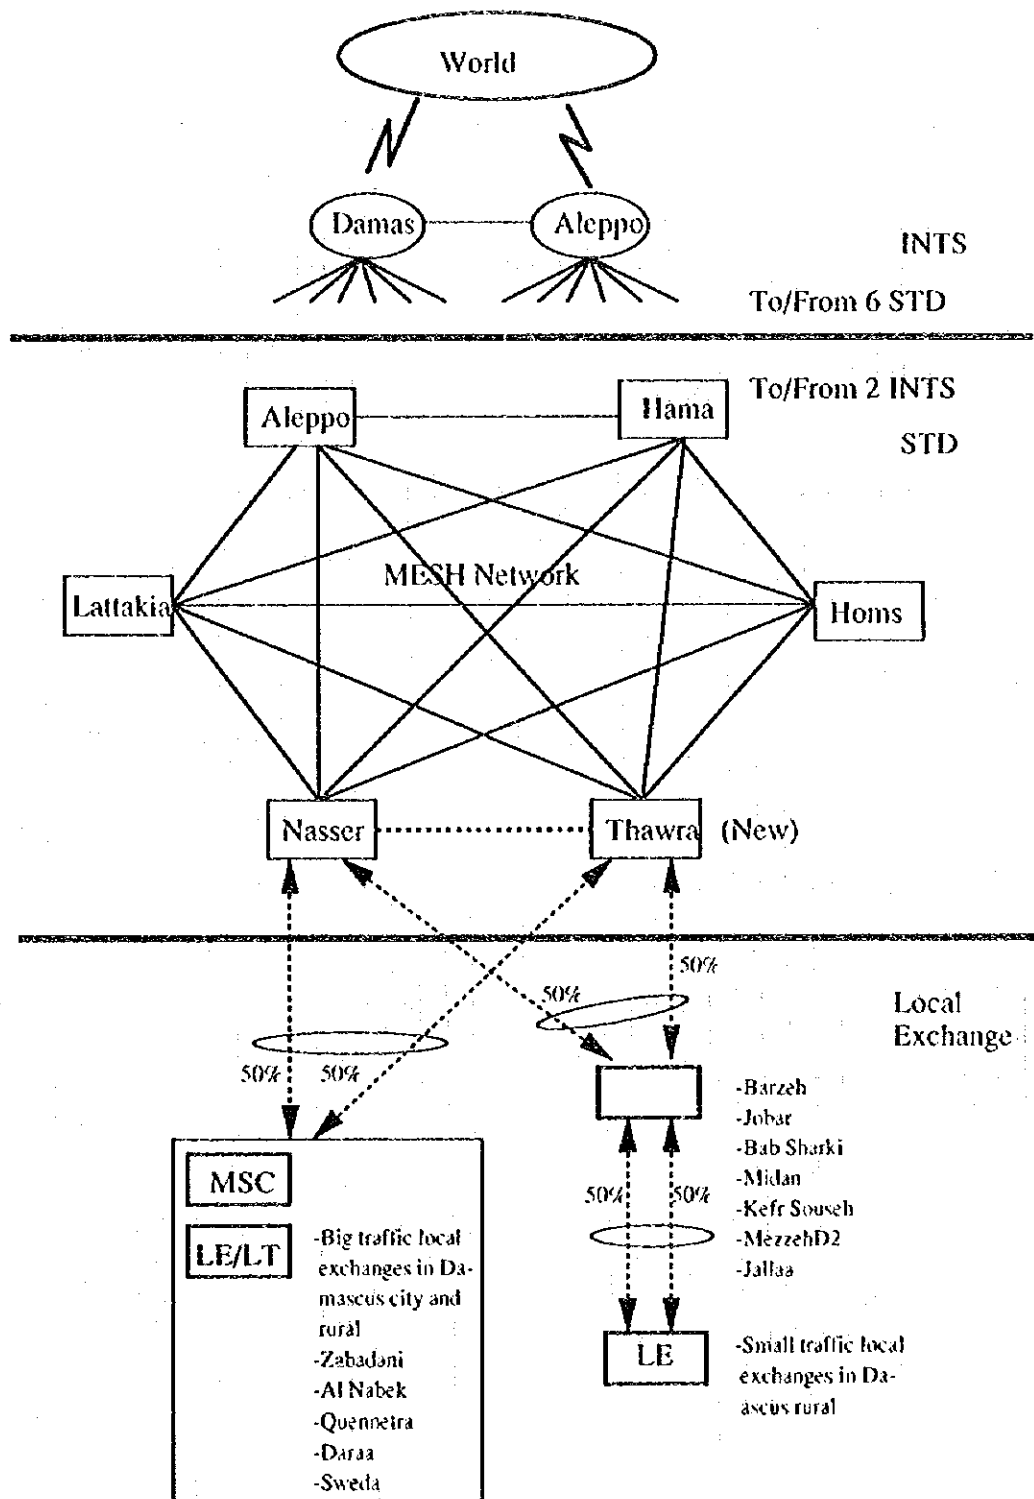 World
Damas
Aleppo
INTS
To/From 6 STD
To/From 2 INTS
STD
Aleppo
Hama
MESH Network
Lattakia
Homs
Nasser
Thawra
(New)
50%
50%
Local
Exchange
50%
50%
-Barzeh
-Jobar
-Bab Sharki
-Midan
-Kefr Souseh
-MezzehD2
-Jallaa
50%
50%
MSC
LE/LT
-Big traffic local
exchanges in Da-
mascus city and
rural
-Zabadani
-Al Nabek
-Quennetra
-Daraa
-Sweda
LE
-Small traffic local
exchanges in Da-
ascus rural